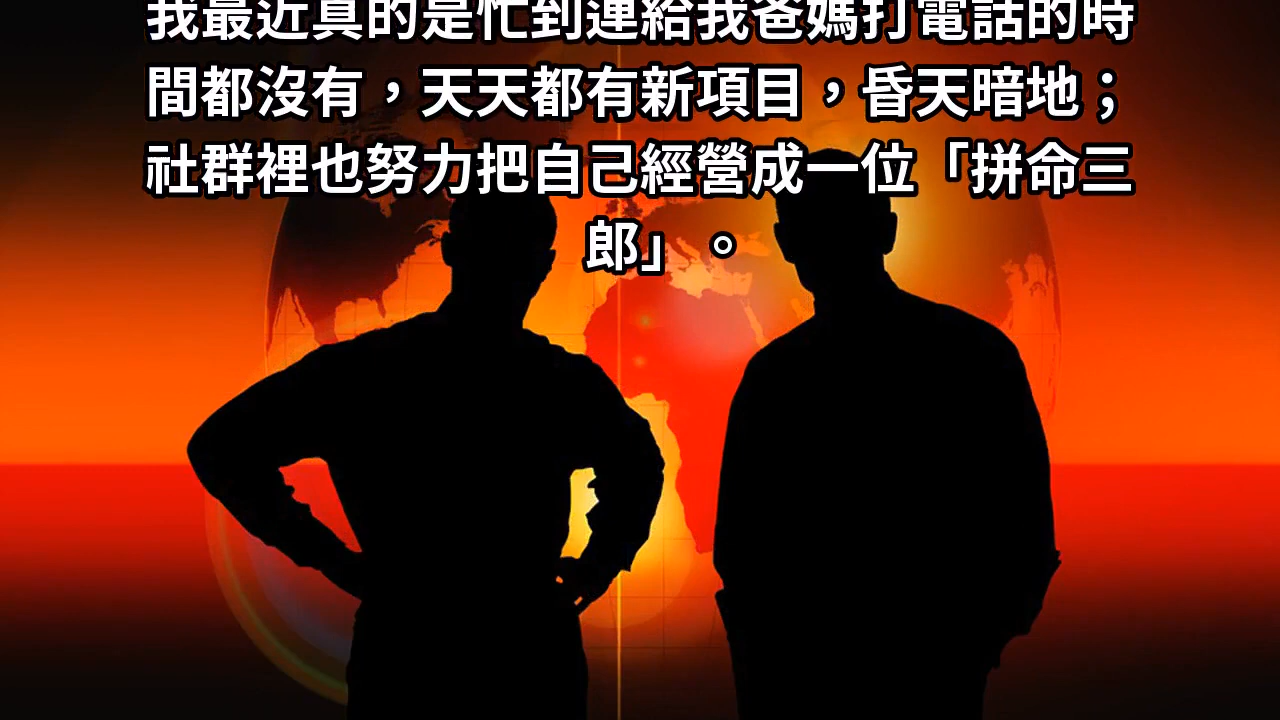 我最近真的是忙到連給我爸媽打電話的時
間都沒有，天天都有新項目，昏天暗地；
社群裡也努力把自己經營成一位「拼命三
郎」。